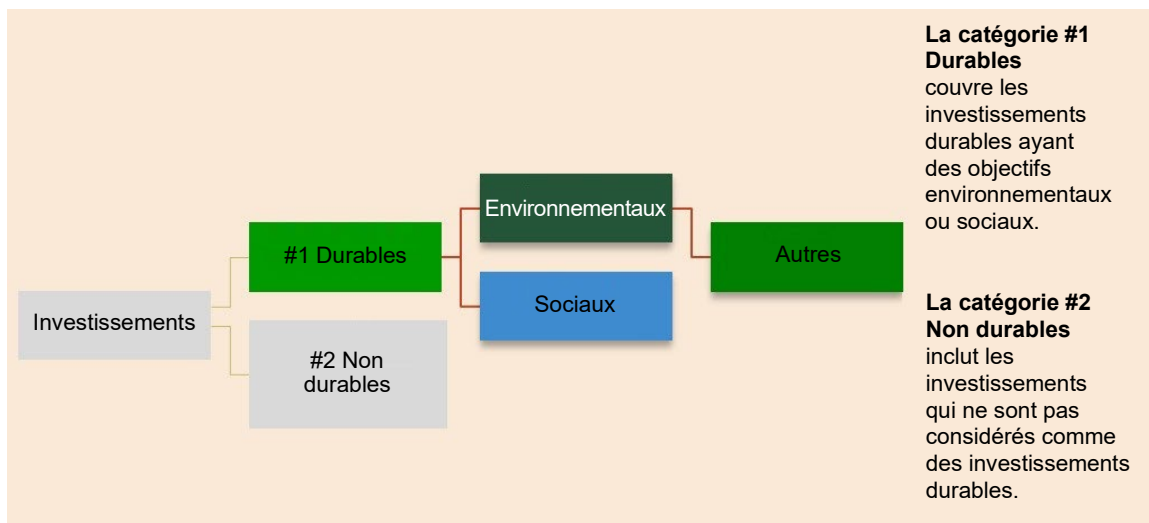 Investissements
#1 Durables
#2 Non
durables
Environnementaux
Sociaux
Autres
La catégorie #1
Durables
couvre les
investissements
durables ayant
des objectifs
environnementaux
ou sociaux.
La catégorie #2
Non durables
inclut les
investissements
qui ne sont pas
considérés comme
des investissements
durables.